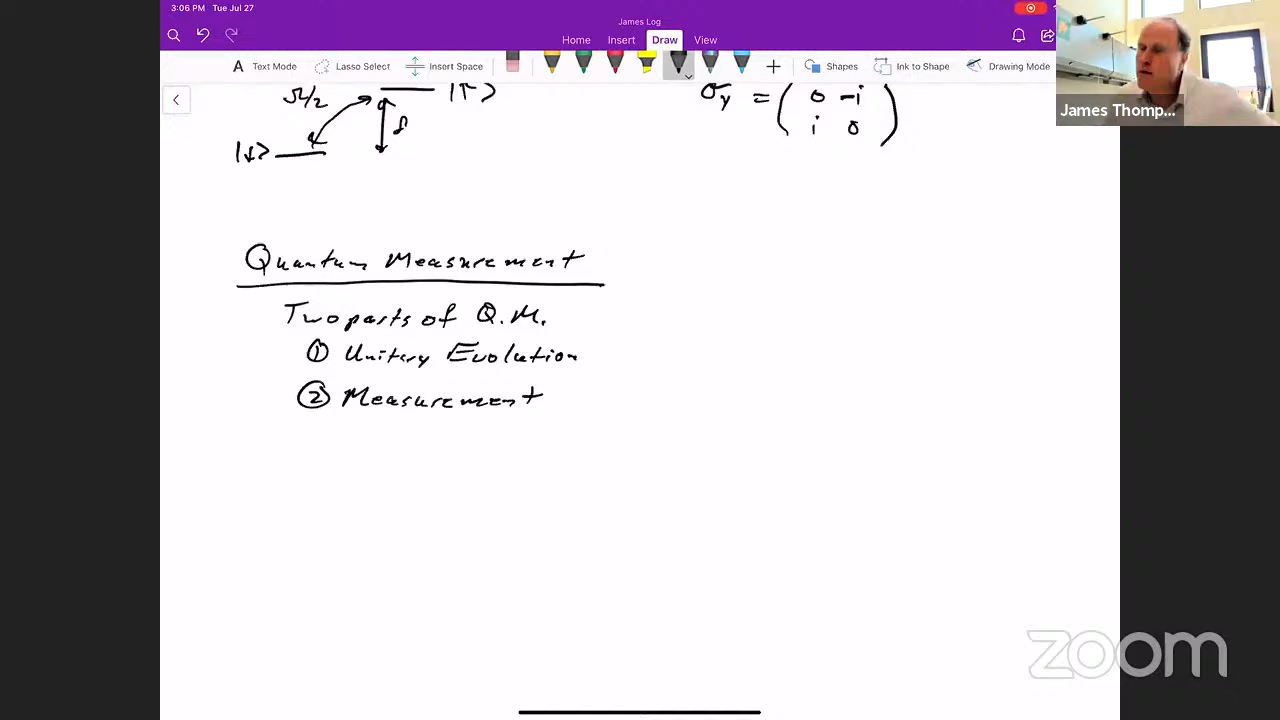 3:06 PM Tue Jul 27
James Log
Home Insert Draw View
Text Mode Lasso Select Insert Space Shapes Ink to Shape Drawing Mode
James Thomp...
Ω/2 |↑>
δ
|↓>
σy = ( 0 -i
i 0 )
Quantum Measurement
Two parts of Q.M.
① Unitary Evolution
② Measurement
zoom